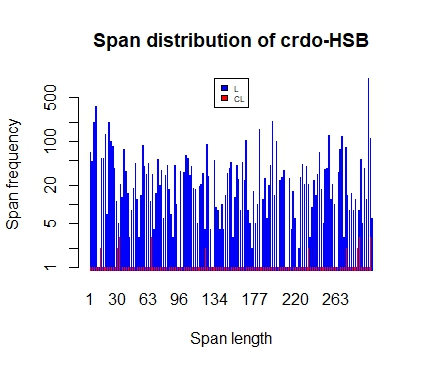 Span distribution of crdo-HSB
L
CL
Span frequency
500
100
20
5
1
1 30 63 96 134 177 220 263
Span length